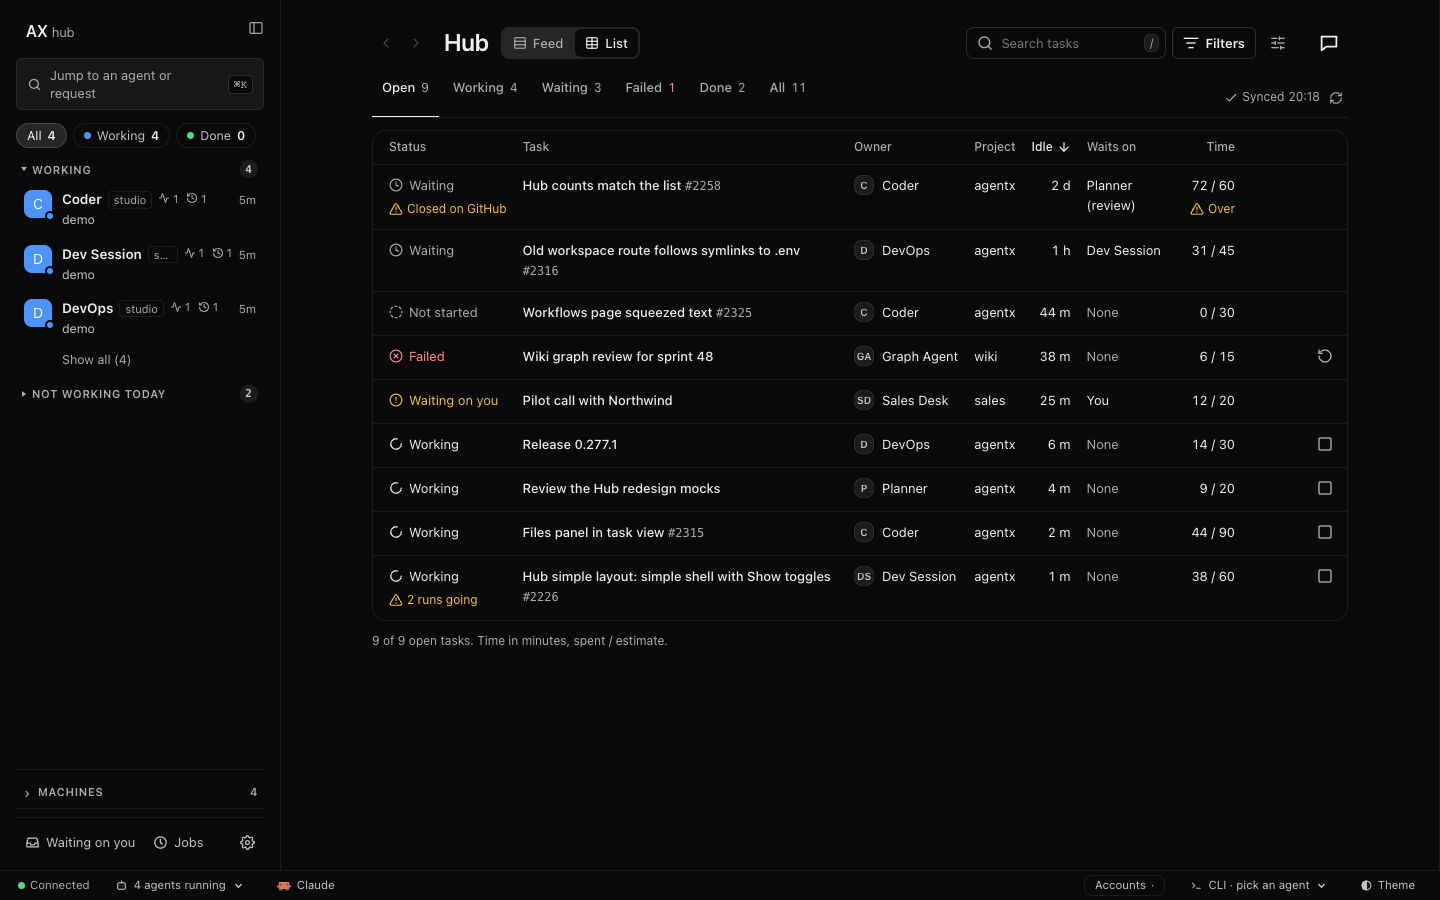 AX hub
Jump to an agent or request
⌘K
All 4
Working 4
Done 0
WORKING 4
C Coder studio 1 1 5m
demo
D Dev Session s... 1 1 5m
demo
D DevOps studio 1 1 5m
demo
Show all (4)
NOT WORKING TODAY 2
MACHINES 4
Waiting on you
Jobs
Hub
Feed
List
Search tasks /
Filters
Open 9
Working 4
Waiting 3
Failed 1
Done 2
All 11
Synced 20:18
Status Task Owner Project Idle ↓ Waits on Time
Waiting Hub counts match the list #2258 C Coder agentx 2 d Planner (review) 72 / 60
Closed on GitHub Over
Waiting Old workspace route follows symlinks to .env #2316 D DevOps agentx 1 h Dev Session 31 / 45
Not started Workflows page squeezed text #2325 C Coder agentx 44 m None 0 / 30
Failed Wiki graph review for sprint 48 GA Graph Agent wiki 38 m None 6 / 15
Waiting on you Pilot call with Northwind SD Sales Desk sales 25 m You 12 / 20
Working Release 0.277.1 D DevOps agentx 6 m None 14 / 30
Working Review the Hub redesign mocks P Planner agentx 4 m None 9 / 20
Working Files panel in task view #2315 C Coder agentx 2 m None 44 / 90
Working Hub simple layout: simple shell with Show toggles #2226 DS Dev Session agentx 1 m None 38 / 60
2 runs going
9 of 9 open tasks. Time in minutes, spent / estimate.
Connected
4 agents running
Claude
Accounts ·
CLI · pick an agent
Theme